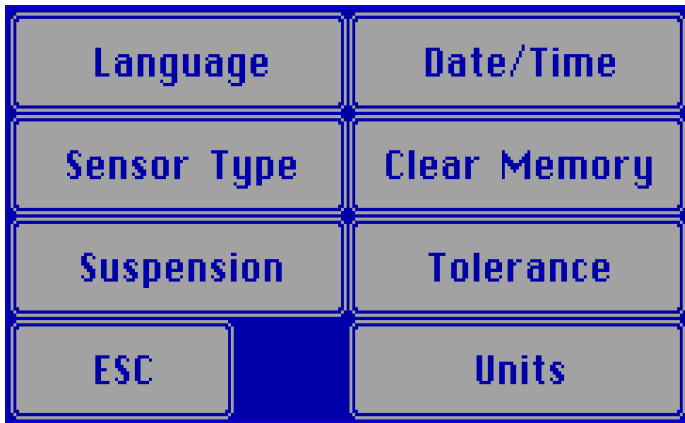 Language
Date/Time
Sensor Type
Clear Memory
Suspension
Tolerance
ESC
Units